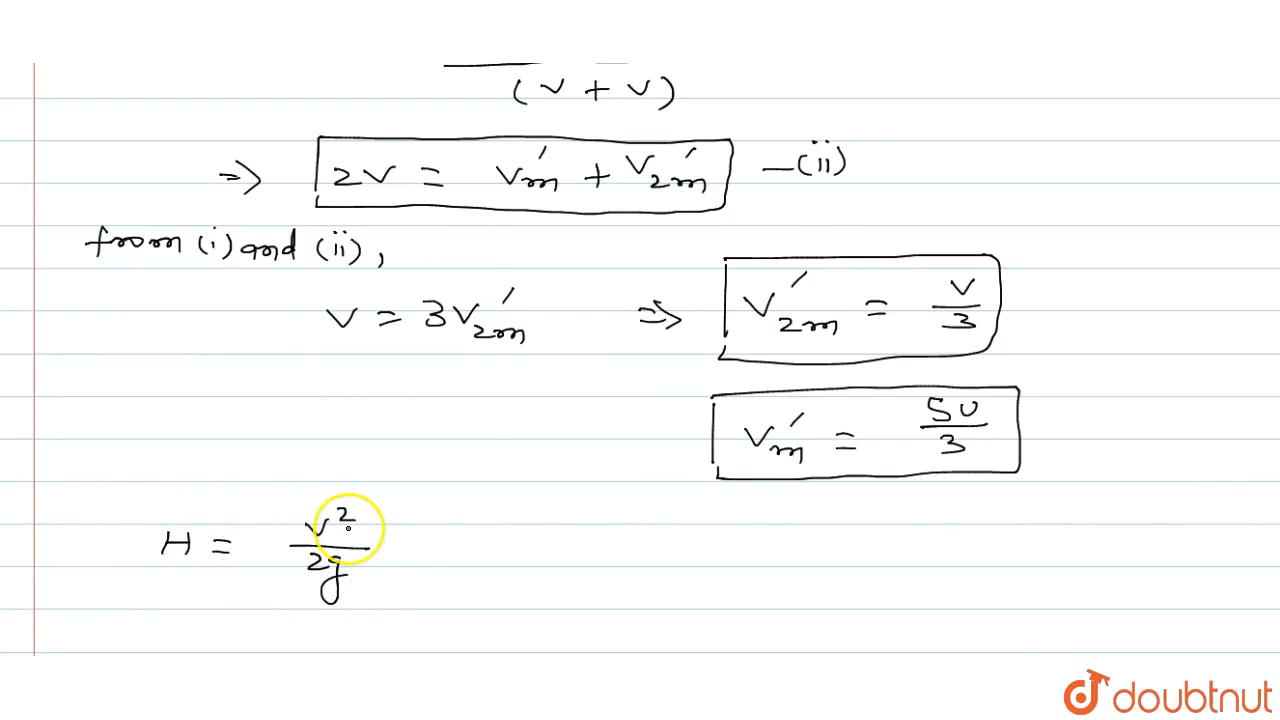 (v + v)
=> 2v = v'm + v'2m —(ii)
from (i) and (ii),
v = 3v'2m => v'2m = v/3
v'm = 5v/3
H = v²/2g
doubtnut